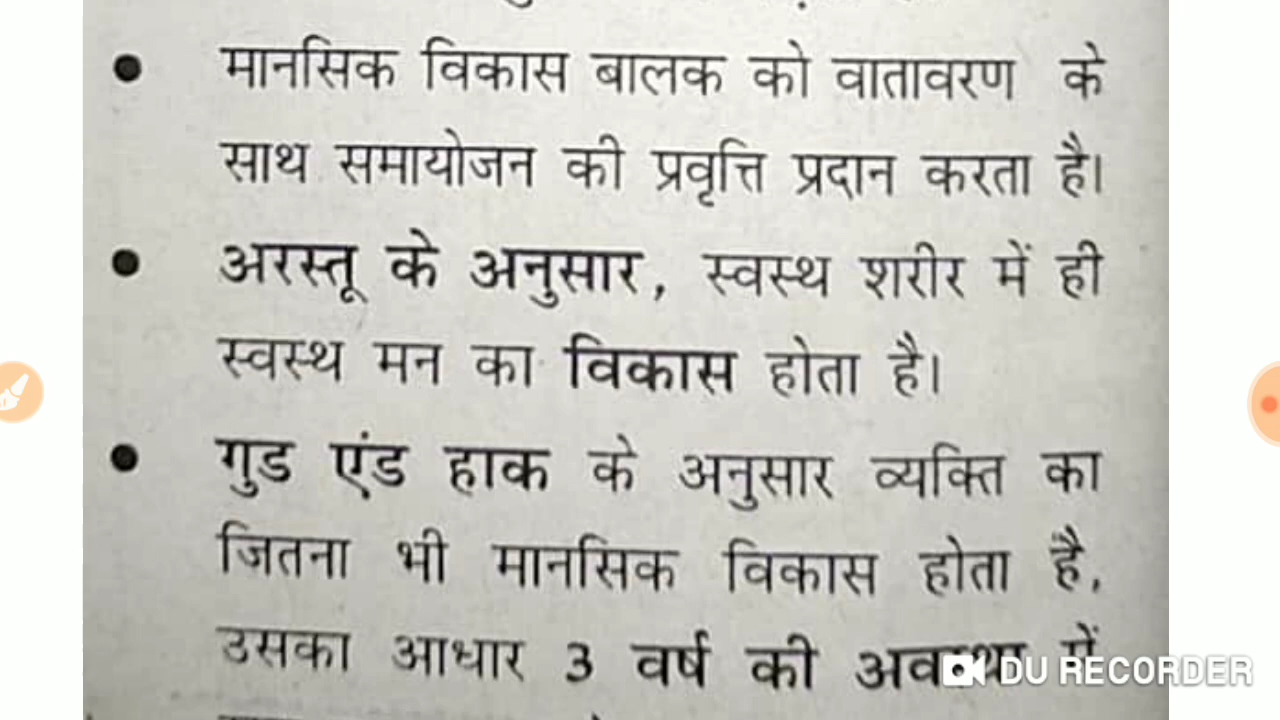 मानसिक विकास बालक को वातावरण के
साथ समायोजन की प्रवृत्ति प्रदान करता है।
अरस्तू के अनुसार, स्वस्थ शरीर में ही
स्वस्थ मन का विकास होता है।
गुड एंड हाक के अनुसार व्यक्ति का
जितना भी मानसिक विकास होता है,
उसका आधार 3 वर्ष की अवस्था में
DU RECORDER